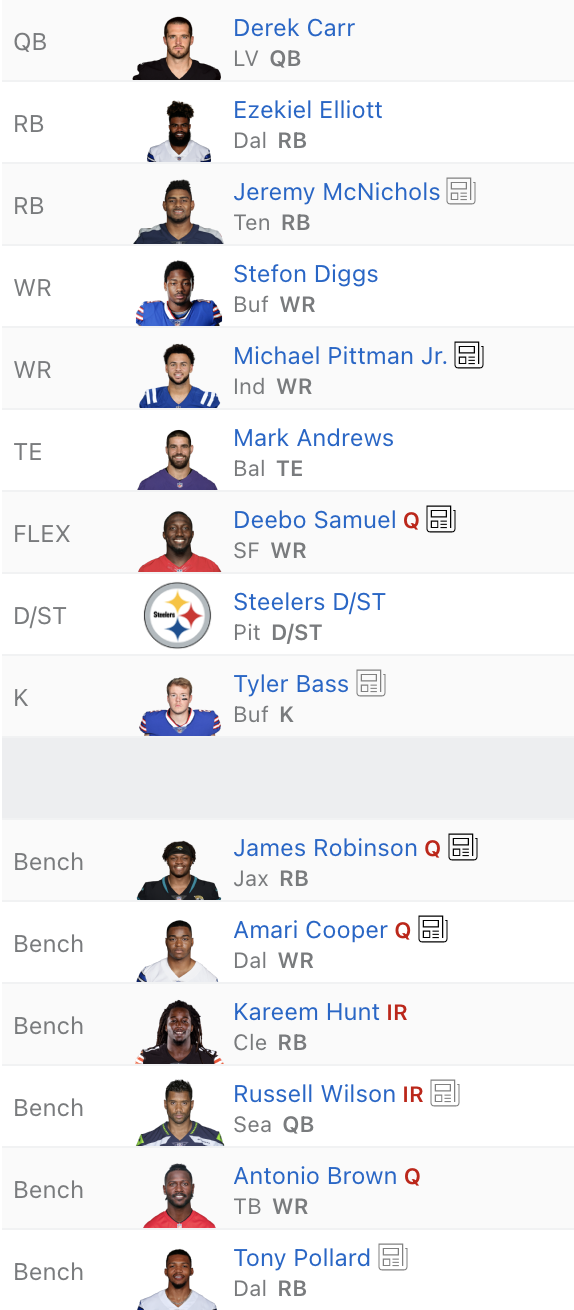 QB
Derek Carr
LV QB
RB
Ezekiel Elliott
Dal RB
RB
Jeremy McNichols
Ten RB
WR
Stefon Diggs
Buf WR
WR
Michael Pittman Jr.
Ind WR
TE
Mark Andrews
Bal TE
FLEX
Deebo Samuel Q
SF WR
D/ST
Steelers
Steelers D/ST
Pit D/ST
K
Tyler Bass
Buf K
Bench
James Robinson Q
Jax RB
Bench
Amari Cooper Q
Dal WR
Bench
Kareem Hunt IR
Cle RB
Bench
Russell Wilson IR
Sea QB
Bench
Antonio Brown Q
TB WR
Bench
Tony Pollard
Dal RB